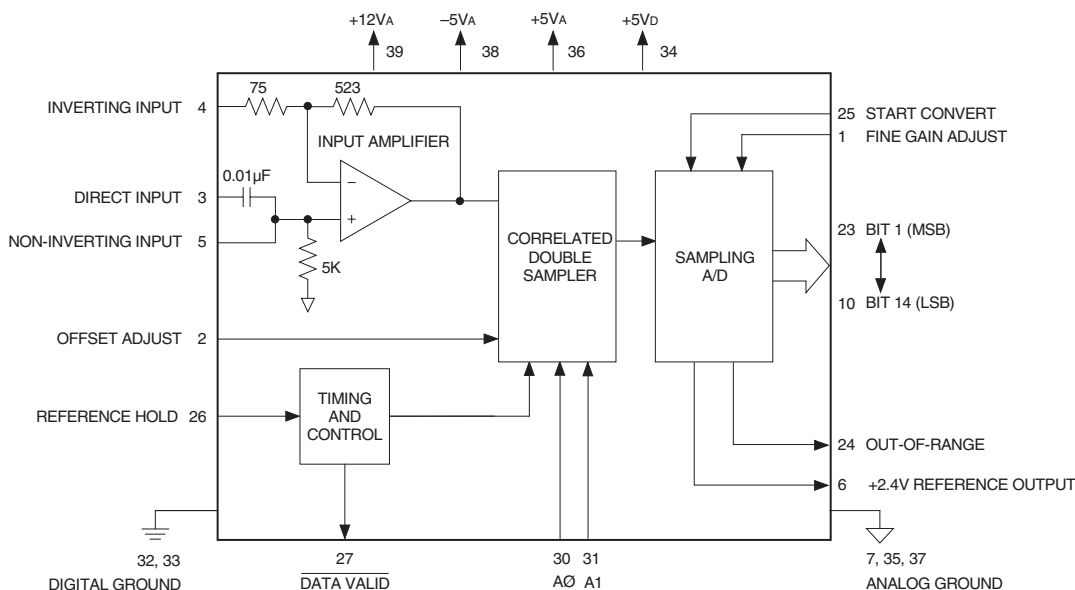 +12VA
39
–5VA
38
+5VA
36
+5VD
34
INVERTING INPUT 4
75
523
INPUT AMPLIFIER
DIRECT INPUT 3
0.01µF
NON-INVERTING INPUT 5
–
+
5K
OFFSET ADJUST 2
REFERENCE HOLD 26
TIMING
AND
CONTROL
CORRELATED
DOUBLE
SAMPLER
SAMPLING
A/D
25 START CONVERT
1 FINE GAIN ADJUST
23 BIT 1 (MSB)
10 BIT 14 (LSB)
24 OUT-OF-RANGE
6 +2.4V REFERENCE OUTPUT
32, 33
DIGITAL GROUND
27
DATA VALID
30 31
AØ A1
7, 35, 37
ANALOG GROUND